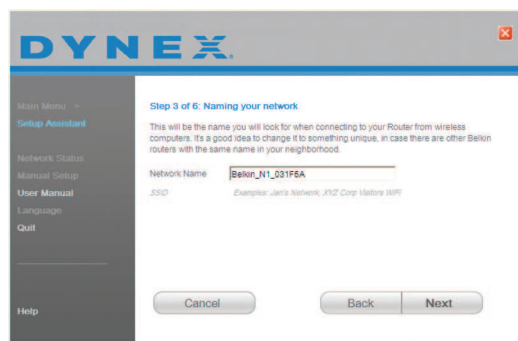 DYNEX
Main Menu >
Setup Assistant
Network Status
Manual Setup
User Manual
Language
Quit
Help
Step 3 of 6: Naming your network
This will be the name you will look for when connecting to your Router from wireless
computers. It's a good idea to change it to something unique, in case there are other Belkin
routers with the same name in your neighborhood.
Network Name Belkin_N1_031F5A
SSID Examples: Jan's Network, XYZ Corp Visitors WIFI
Cancel Back Next